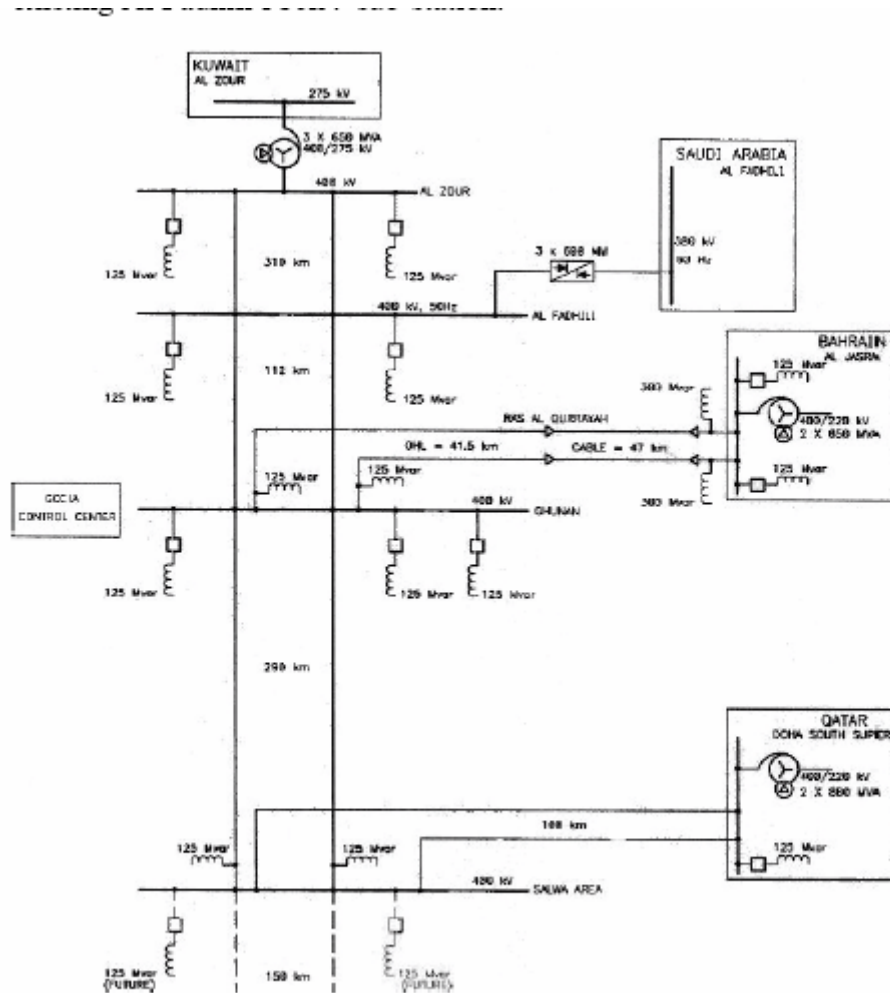 KUWAIT
AL ZOUR
275 kV
3 X 650 MVA
400/275 kV
400 kV
AL ZOUR
SAUDI ARABIA
AL FADHILI
380 kV
60 Hz
3 x 600 MW
125 Mvar
310 km
125 Mvar
400 kV, 50Hz
AL FADHILI
125 Mvar
112 km
125 Mvar
BAHRAIN
AL JASRA
125 Mvar
400/220 kV
2 X 650 MVA
125 Mvar
300 Mvar
RAS AL QURAYAH
OHL = 41.5 km
CABLE = 47 km
300 Mvar
125 Mvar
125 Mvar
GCCIA
CONTROL CENTER
400 kV
GHUNAN
125 Mvar
125 Mvar
125 Mvar
290 km
QATAR
DOHA SOUTH SUPER
400/220 kV
2 X 800 MVA
125 Mvar
100 km
125 Mvar
125 Mvar
400 kV
SALWA AREA
125 Mvar
(FUTURE)
150 km
125 Mvar
(FUTURE)